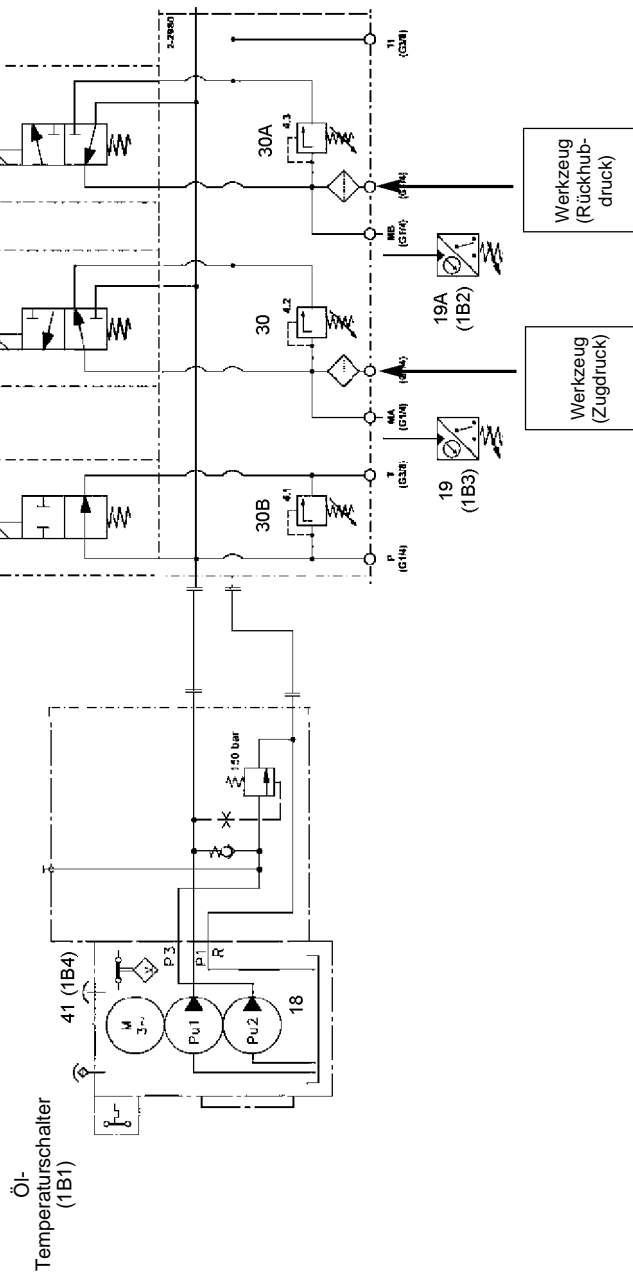 Öl-
Temperaturschalter
(1B1)
41 (1B4)
M
3~
Pu1
Pu2
18
P3
P1
R
150 bar
2-2980
30B
4.1
30
4.2
30A
4.3
P
(G1/4)
T
(G3/8)
MA
(G1/4)
MB
(G1/4)
T1
(G3/8)
19
(1B3)
19A
(1B2)
Werkzeug
(Zugdruck)
Werkzeug
(Rückhub-
druck)